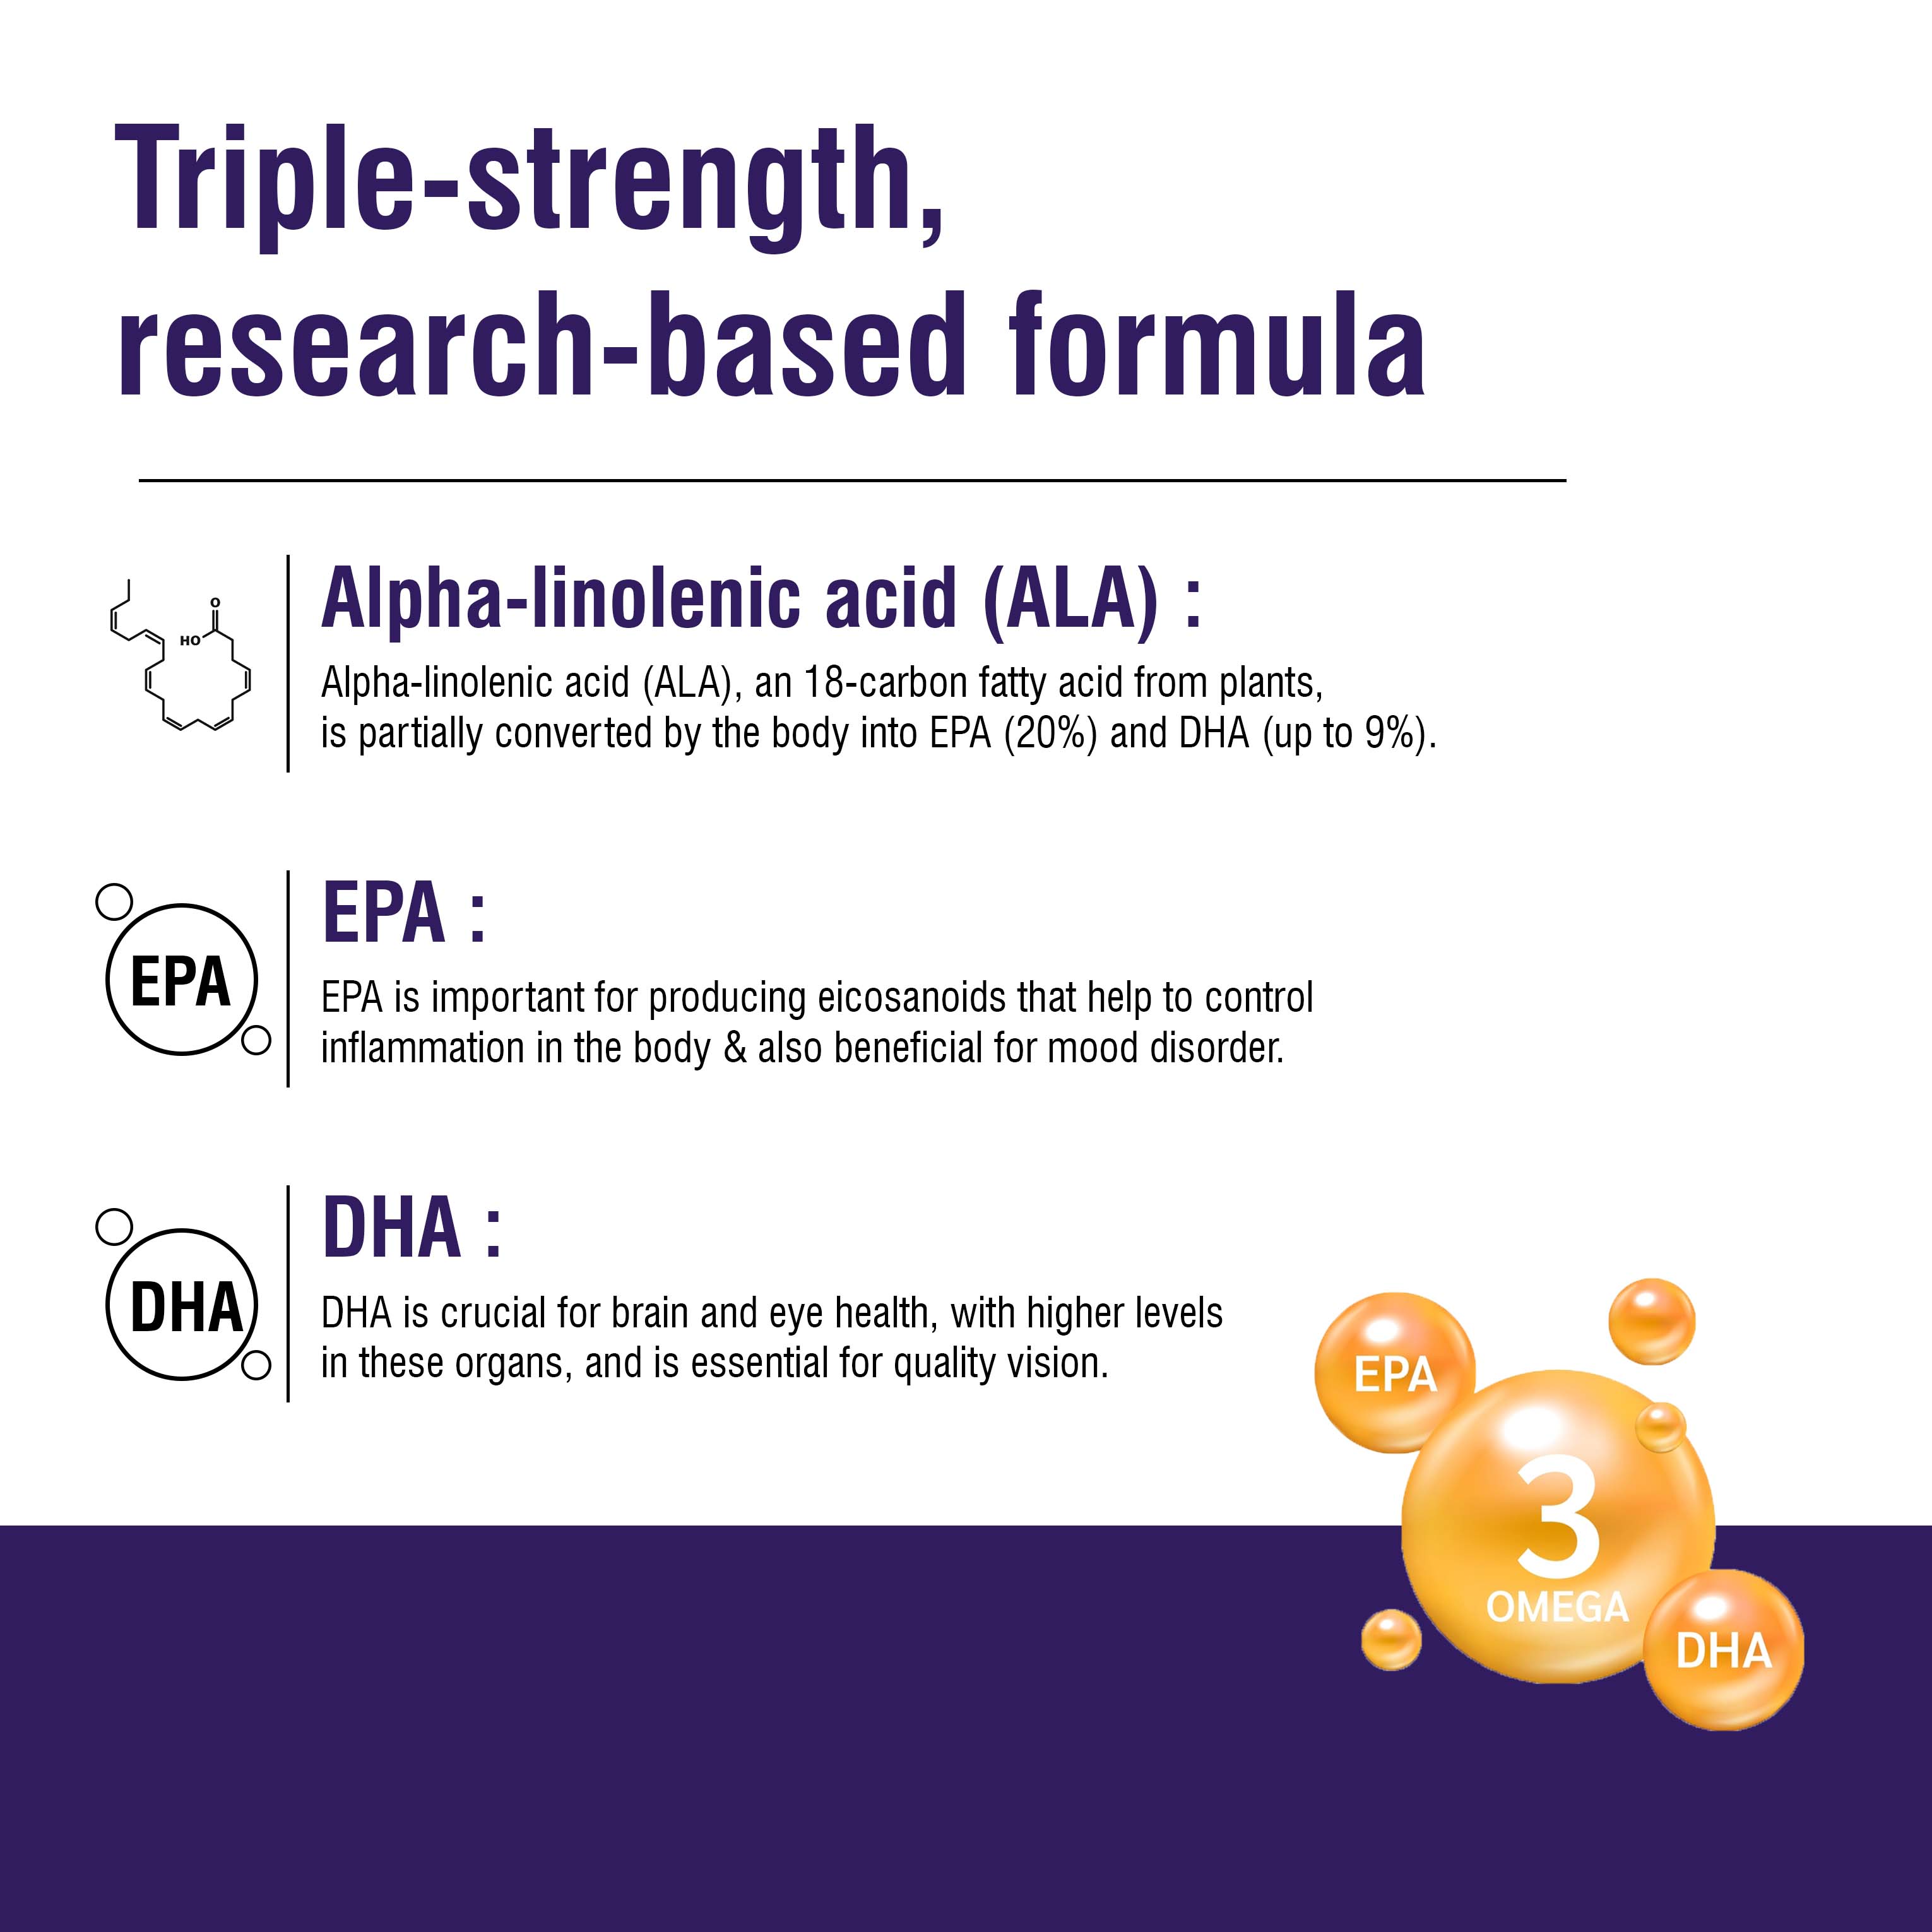 Triple-strength,
research-based formula
O
HO
Alpha-linolenic acid (ALA) :
Alpha-linolenic acid (ALA), an 18-carbon fatty acid from plants,
is partially converted by the body into EPA (20%) and DHA (up to 9%).
EPA
EPA :
EPA is important for producing eicosanoids that help to control
inflammation in the body & also beneficial for mood disorder.
DHA
DHA :
DHA is crucial for brain and eye health, with higher levels
in these organs, and is essential for quality vision.
EPA
3
OMEGA
DHA